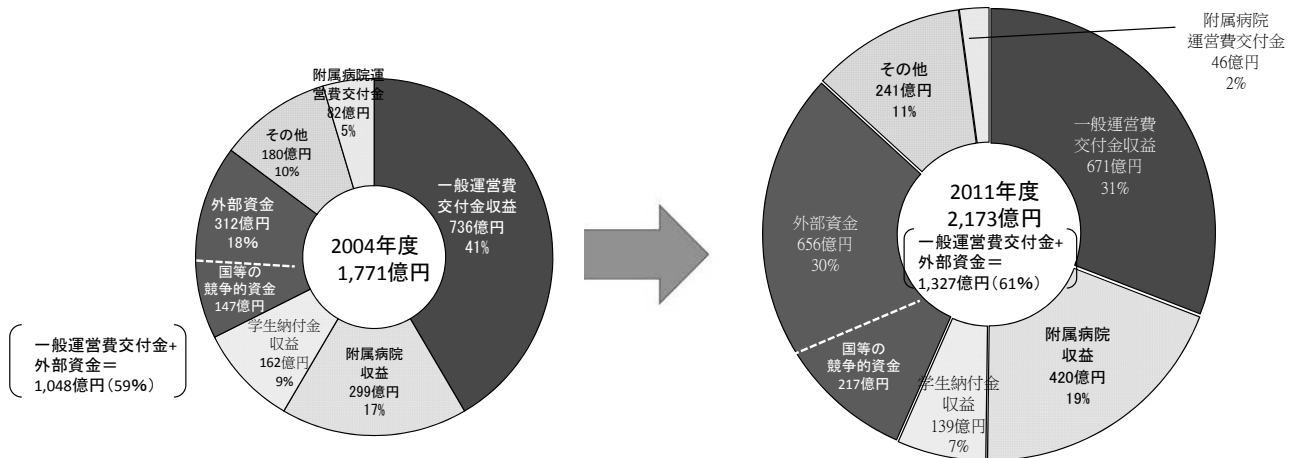 附属病院運
営費交付金
82億円
5%
一般運営費
交付金収益
736億円
41%
附属病院
収益
299億円
17%
学生納付金
収益
162億円
9%
国等の
競争的資金
147億円
外部資金
312億円
18%
その他
180億円
10%
2004年度
1,771億円
一般運営費交付金+
外部資金＝
1,048億円(59%)
附属病院
運営費交付金
46億円
2%
一般運営費
交付金収益
671億円
31%
附属病院
収益
420億円
19%
学生納付金
収益
139億円
7%
国等の
競争的資金
217億円
外部資金
656億円
30%
その他
241億円
11%
2011年度
2,173億円
一般運営費交付金+
外部資金＝
1,327億円(61%)